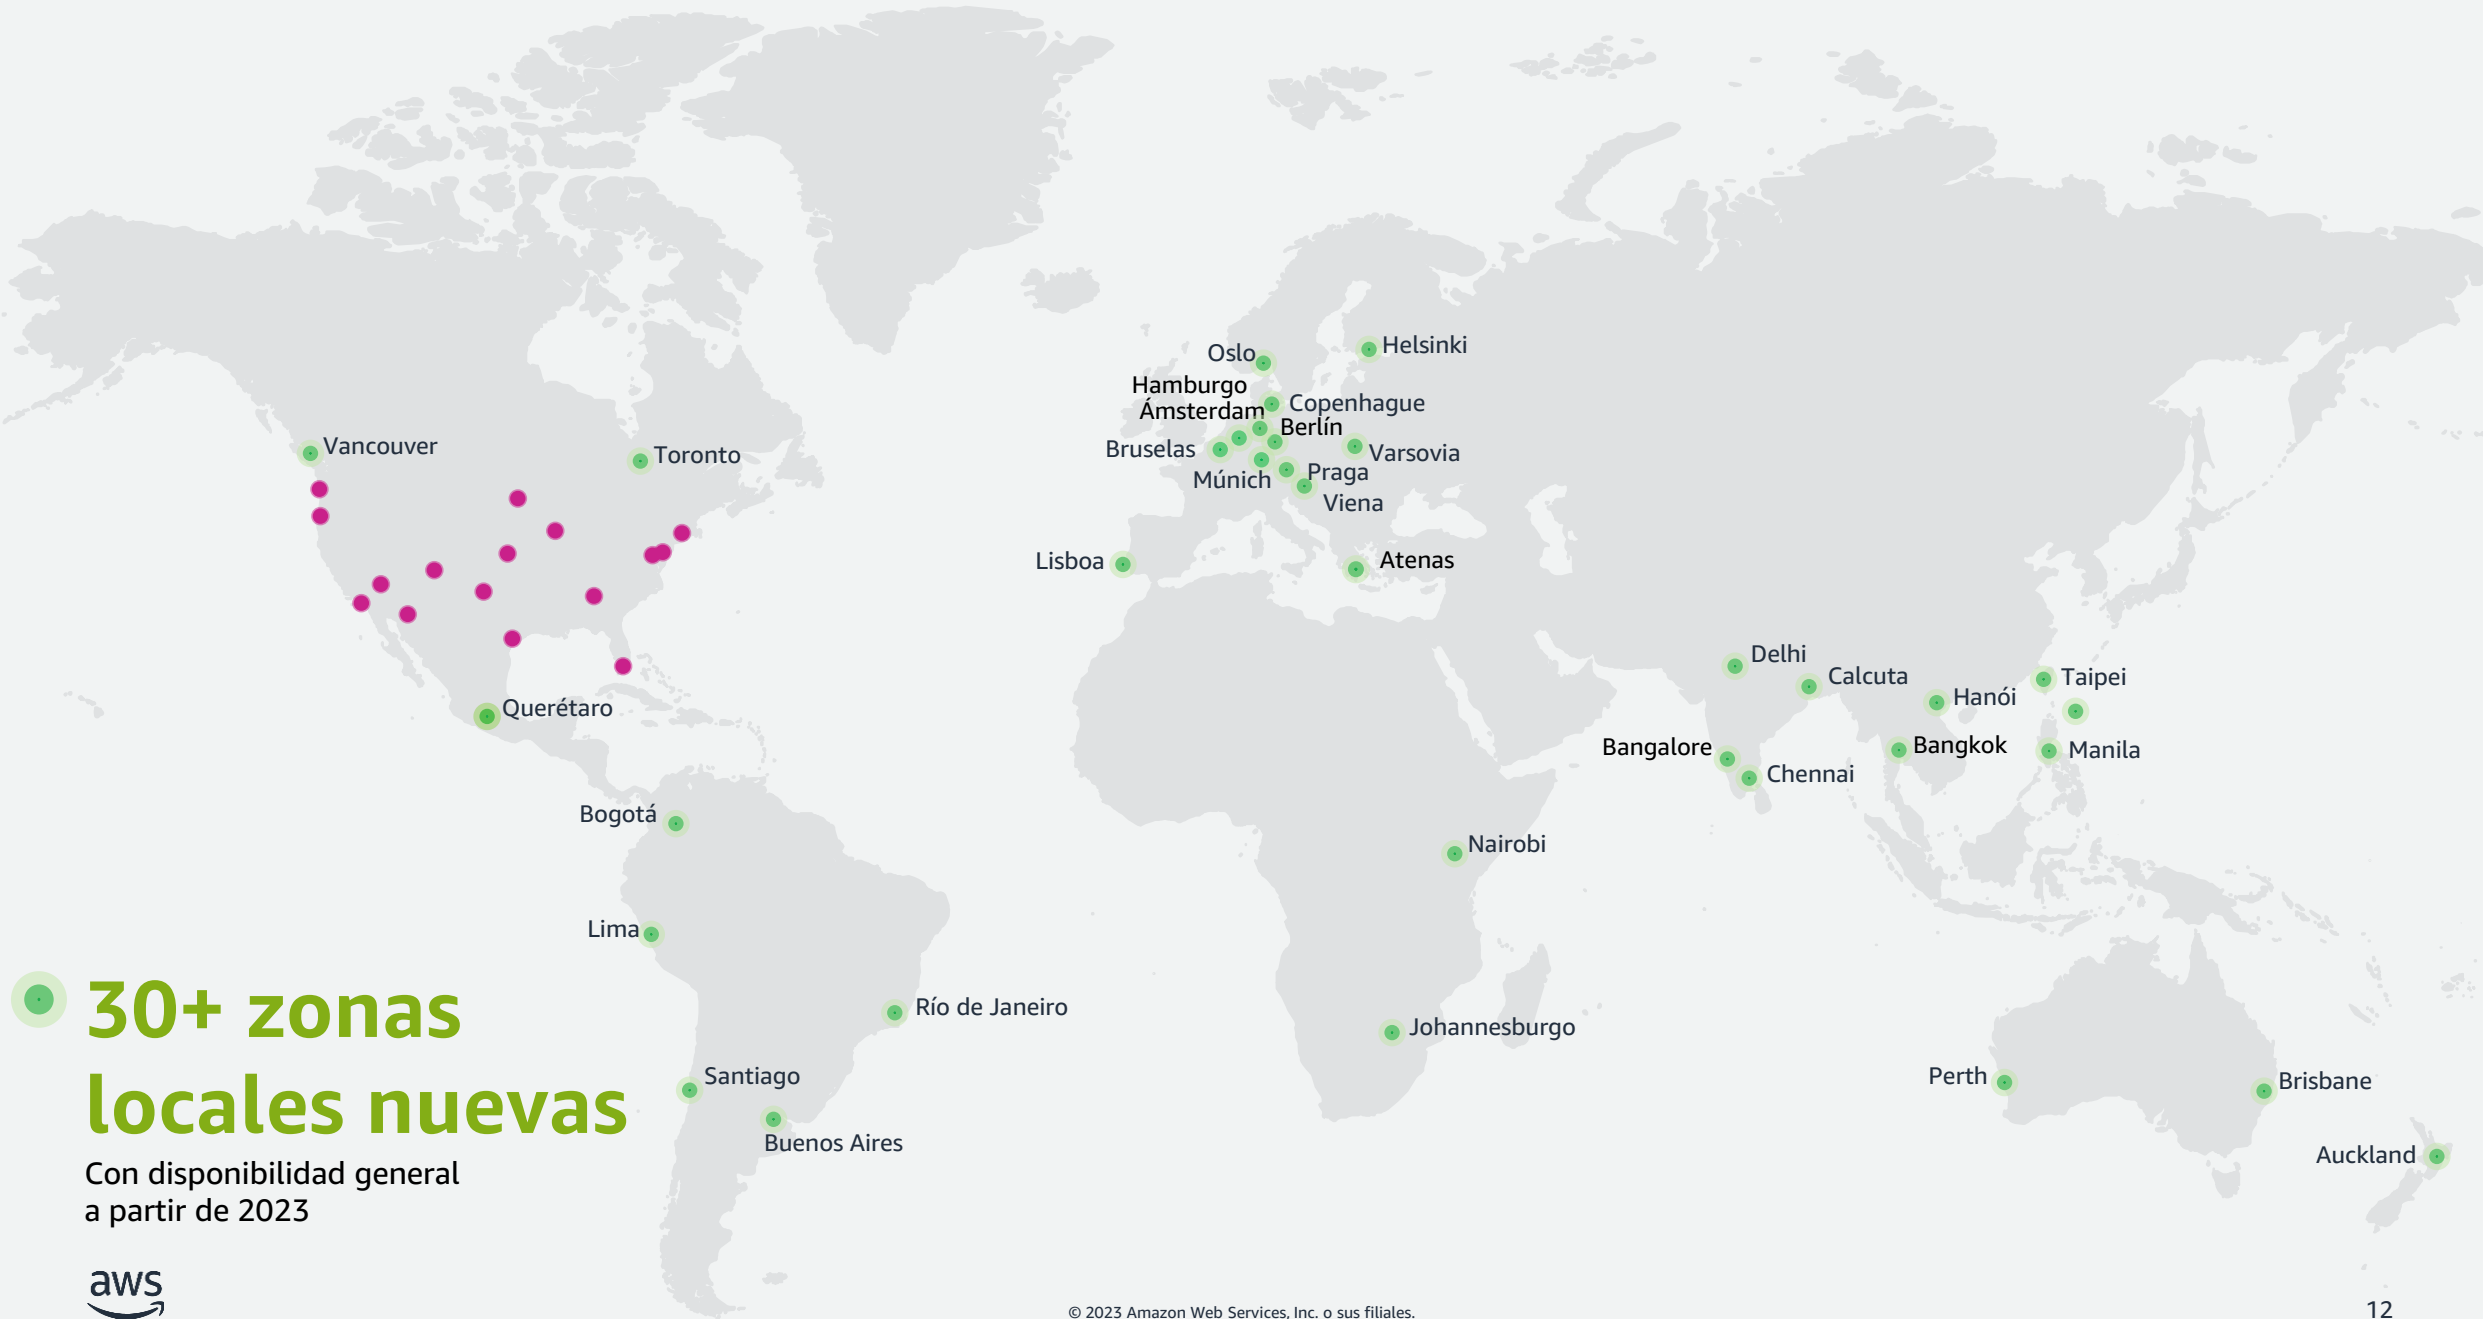 Oslo
Helsinki
Hamburgo
Ámsterdam
Copenhague
Berlín
Bruselas
Varsovia
Múnich
Praga
Viena
Vancouver
Toronto
Lisboa
Atenas
Delhi
Calcuta
Hanói
Taipei
Querétaro
Bangalore
Bangkok
Manila
Chennai
Bogotá
Nairobi
Lima
Río de Janeiro
Johannesburgo
Santiago
Buenos Aires
Perth
Brisbane
Auckland
30+ zonas
locales nuevas
Con disponibilidad general
a partir de 2023
aws
© 2023 Amazon Web Services, Inc. o sus filiales.
12